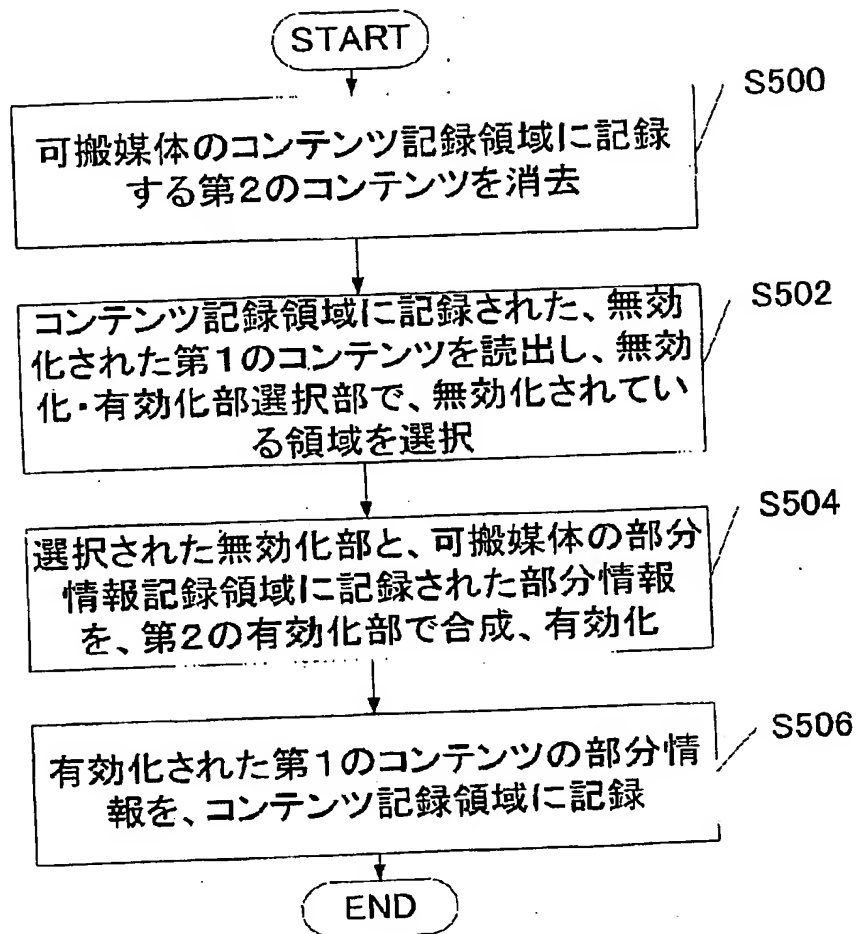 START
S500
可搬媒体のコンテンツ記録領域に記録
する第2のコンテンツを消去
S502
コンテンツ記録領域に記録された、無効
化された第1のコンテンツを読出し、無効
化・有効化部選択部で、無効化されてい
る領域を選択
S504
選択された無効化部と、可搬媒体の部分
情報記録領域に記録された部分情報
を、第2の有効化部で合成、有効化
S506
有効化された第1のコンテンツの部分情
報を、コンテンツ記録領域に記録
END